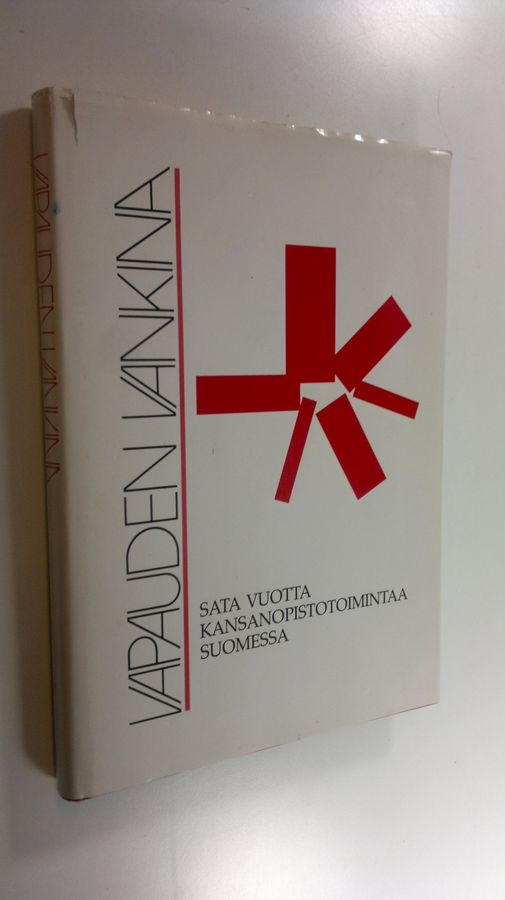 VAPAUDEN VANKINA
VAPAUDEN VANKINA
SATA VUOTTA
KANSANOPISTOTOIMINTAA
SUOMESSA